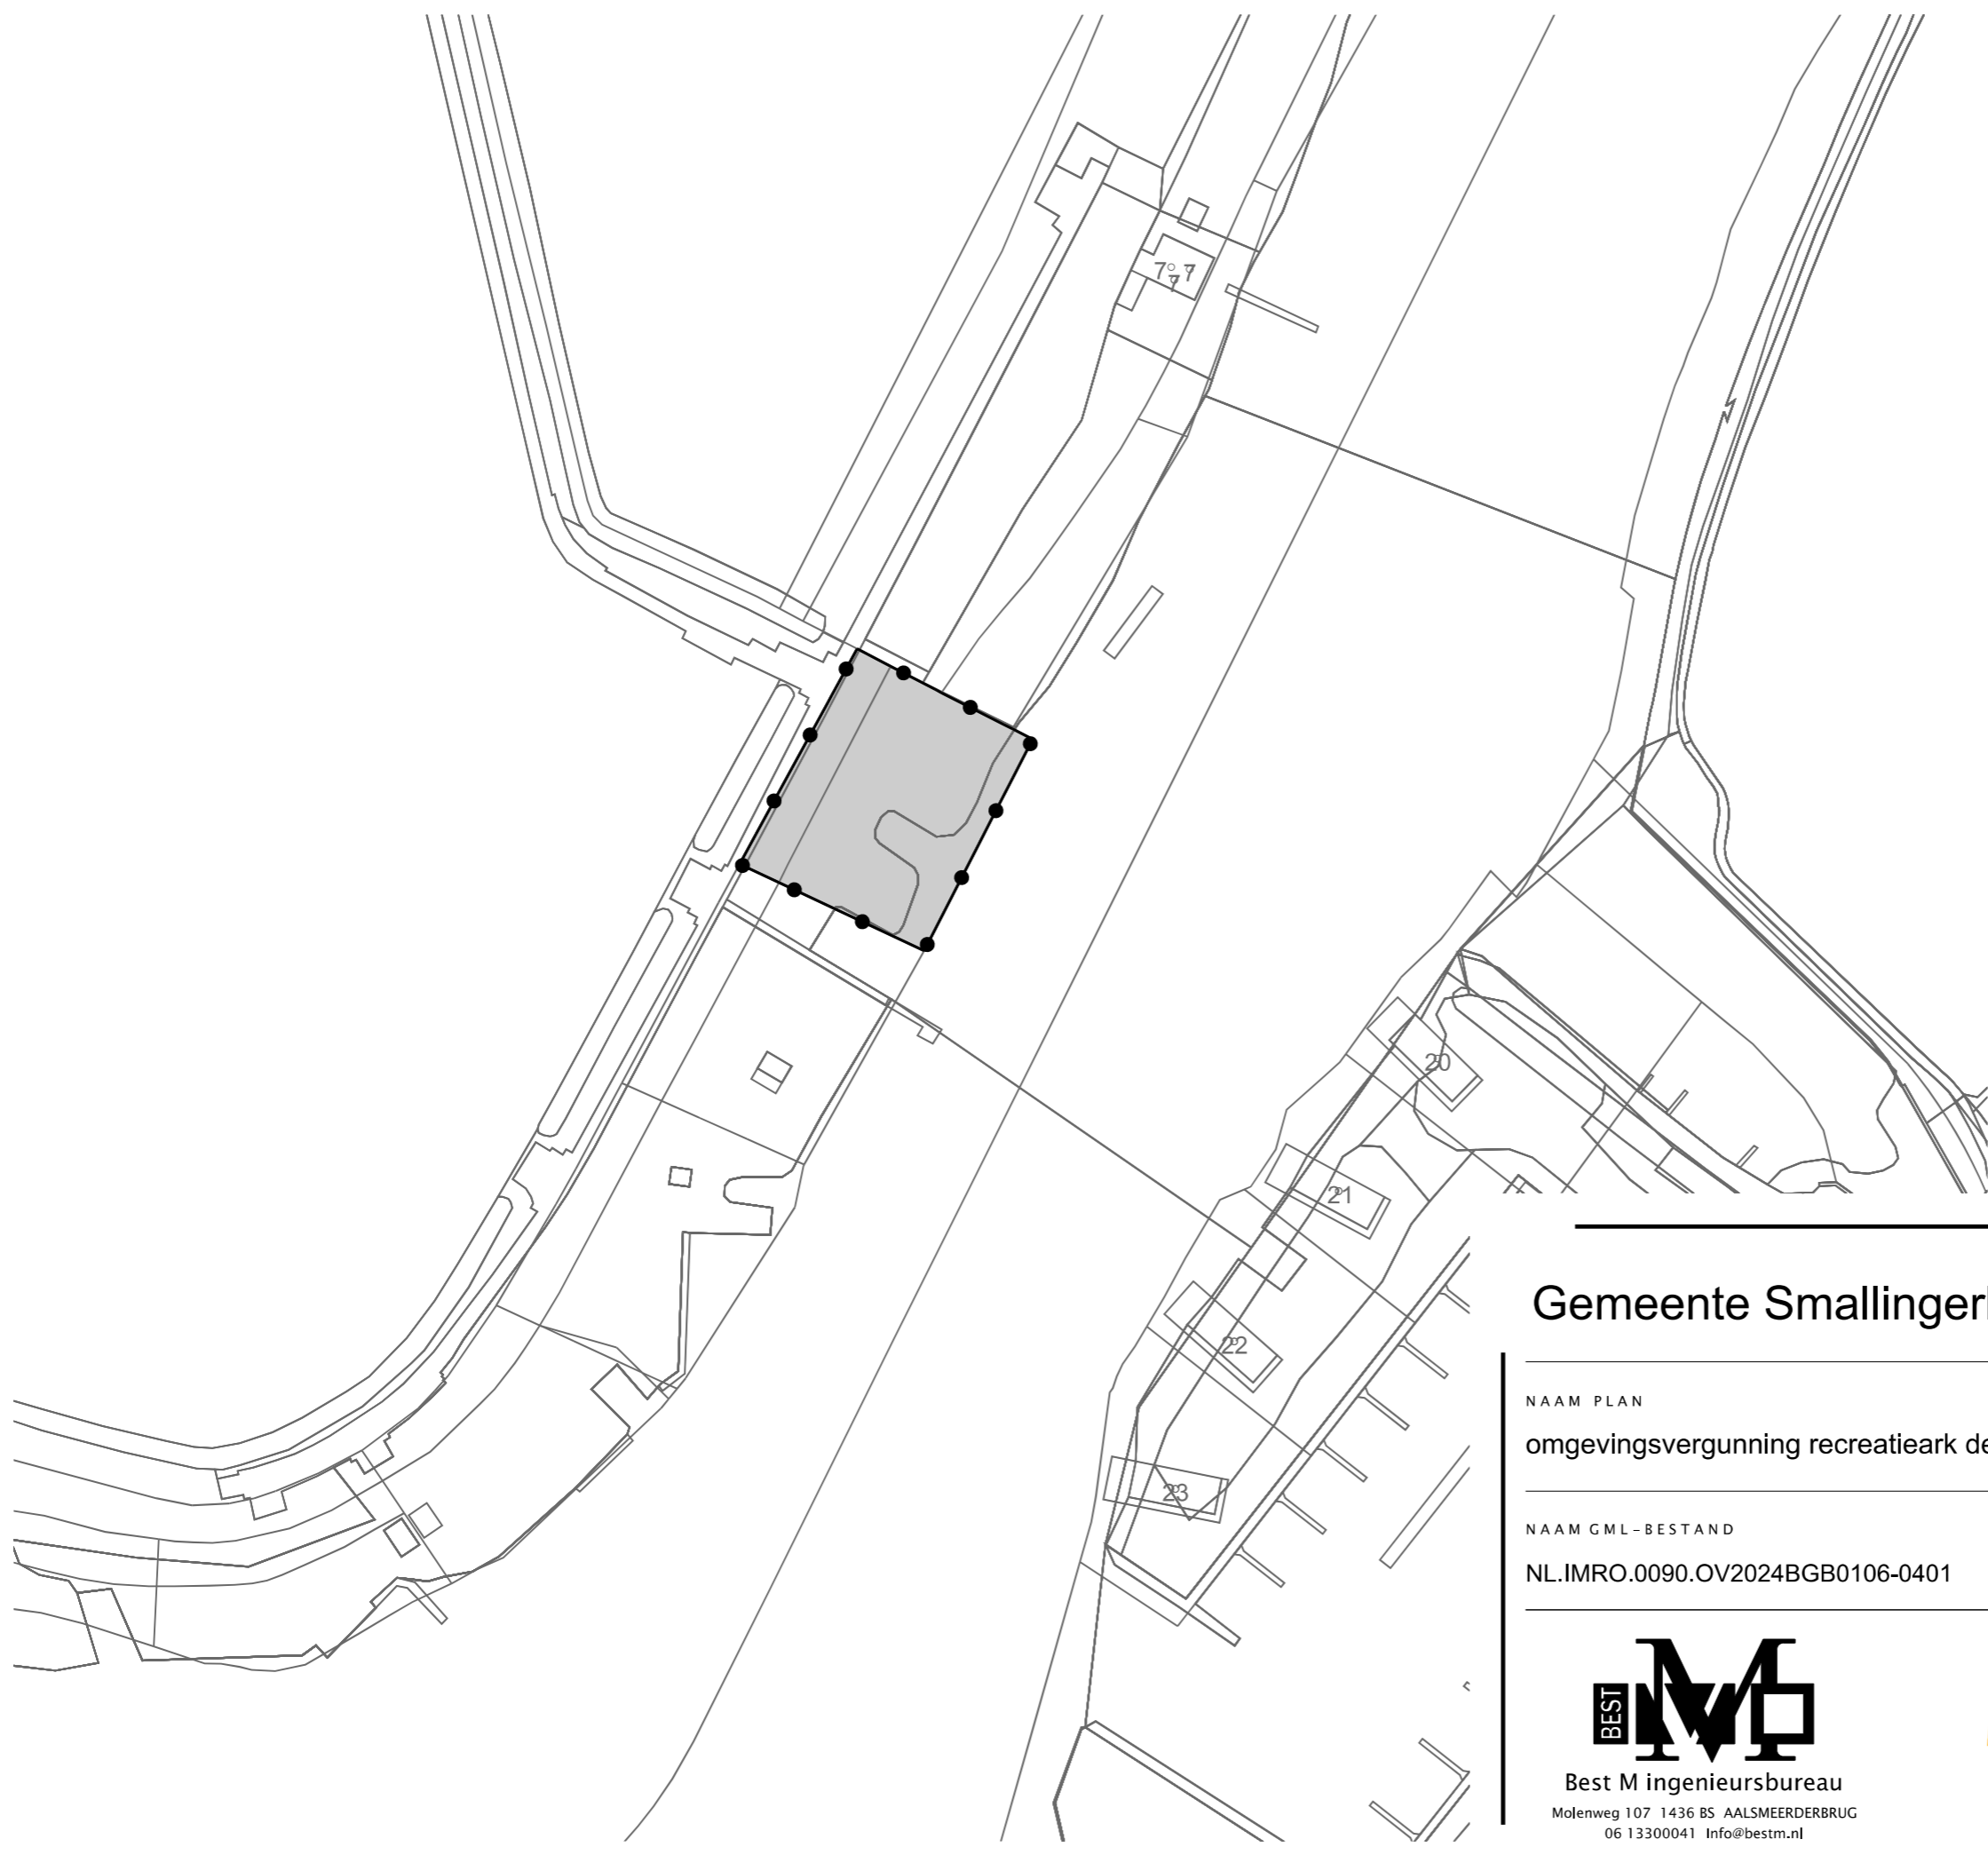 7 7
7
20
21
22
23
Gemeente Smallinger
NAAM PLAN
omgevingsvergunning recreatieark de
NAAM GML-BESTAND
NL.IMRO.0090.OV2024BGB0106-0401
BEST
M
Best M ingenieursbureau
Molenweg 107 1436 BS AALSMEERDERBRUG
06 13300041 Info@bestm.nl